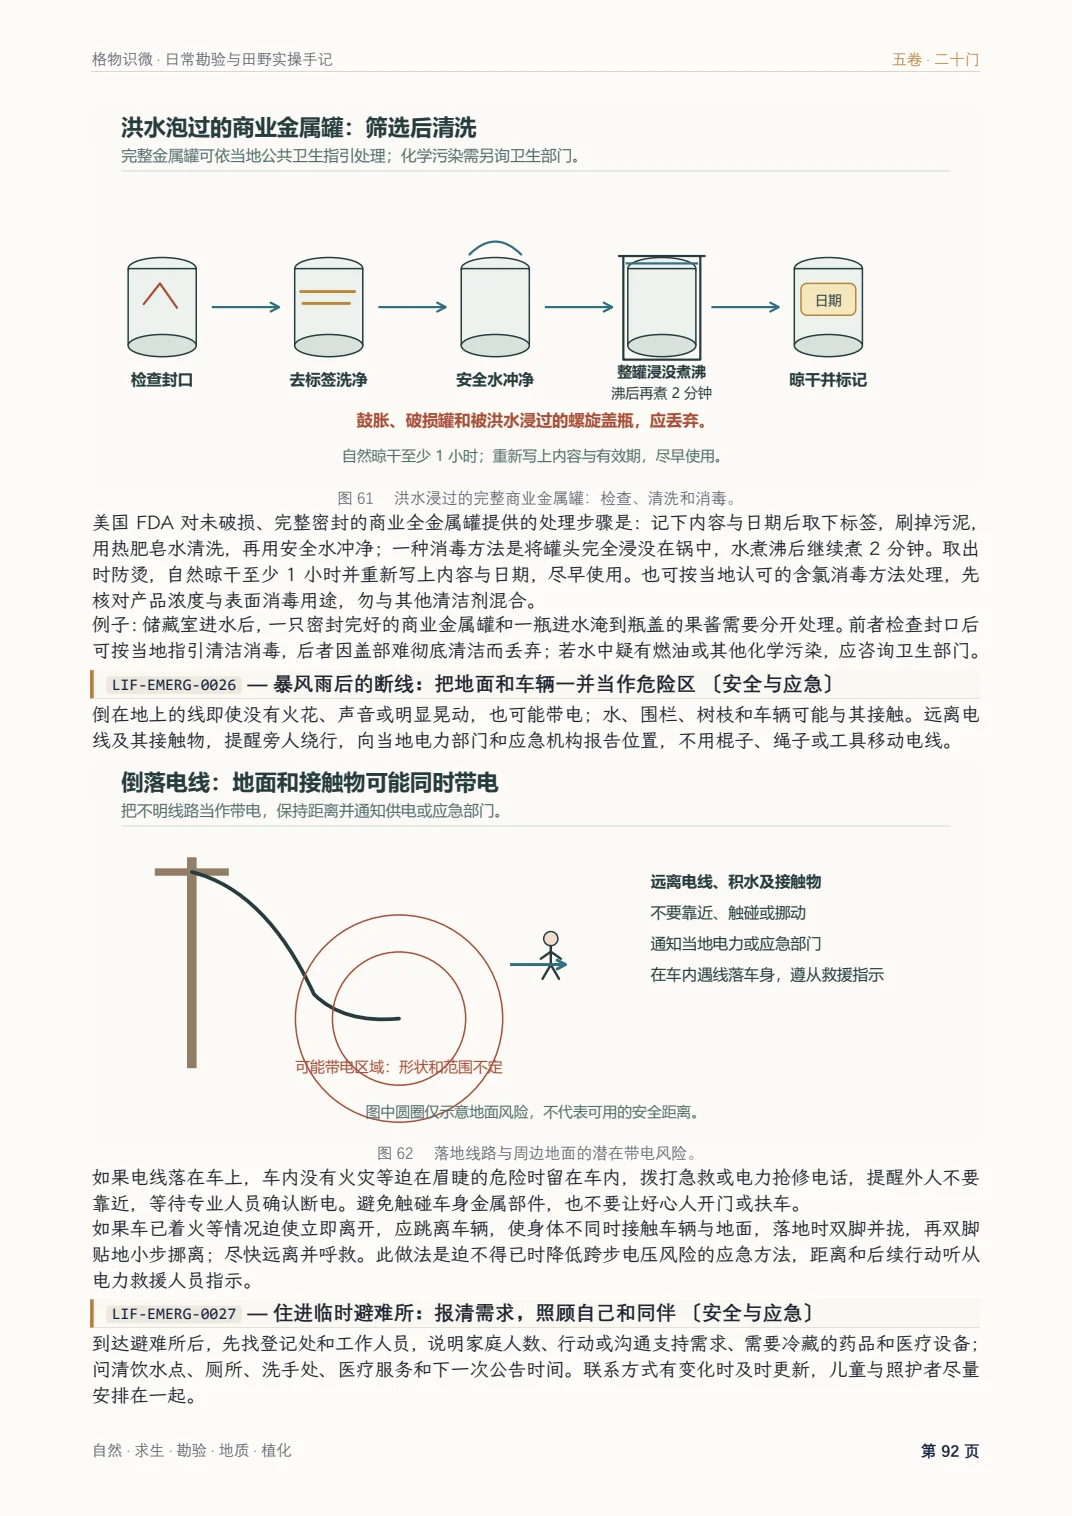 格物识微 · 日常勘验与田野实操手记
五卷 · 二十门
洪水泡过的商业金属罐：筛选后清洗
完整金属罐可依当地公共卫生指引处理；化学污染需另询卫生部门。
日期
检查封口
去标签洗净
安全水冲净
整罐浸没煮沸
沸后再煮 2 分钟
晾干并标记
鼓胀、破损罐和被洪水浸过的螺旋盖瓶，应丢弃。
自然晾干至少 1 小时；重新写上内容与有效期，尽早使用。
图 61 洪水浸过的完整商业金属罐：检查、清洗和消毒。
美国 FDA 对未破损、完整密封的商业全金属罐提供的处理步骤是：记下内容与日期后取下标签，刷掉污泥，
用热肥皂水清洗，再用安全水冲净；一种消毒方法是将罐头完全浸没在锅中，水煮沸后继续煮 2 分钟。取出
时防烫，自然晾干至少 1 小时并重新写上内容与日期，尽早使用。也可按当地认可的含氯消毒方法处理，先
核对产品浓度与表面消毒用途，勿与其他清洁剂混合。
例子：储藏室进水后，一只密封完好的商业金属罐和一瓶进水淹到瓶盖的果酱需要分开处理。前者检查封口后
可按当地指引清洁消毒，后者因盖部难彻底清洁而丢弃；若水中疑有燃油或其他化学污染，应咨询卫生部门。
LIF-EMERG-0026 — 暴风雨后的断线：把地面和车辆一并当作危险区 〔安全与应急〕
倒在地上的线即使没有火花、声音或明显晃动，也可能带电；水、围栏、树枝和车辆可能与其接触。远离电
线及其接触物，提醒旁人绕行，向当地电力部门和应急机构报告位置，不用棍子、绳子或工具移动电线。
倒落电线：地面和接触物可能同时带电
把不明线路当作带电，保持距离并通知供电或应急部门。
远离电线、积水及接触物
不要靠近、触碰或挪动
通知当地电力或应急部门
在车内遇线落车身，遵从救援指示
可能带电区域：形状和范围不定
图中圆圈仅示意地面风险，不代表可用的安全距离。
图 62 落地线路与周边地面的潜在带电风险。
如果电线落在车上，车内没有火灾等迫在眉睫的危险时留在车内，拨打急救或电力抢修电话，提醒外人不要
靠近，等待专业人员确认断电。避免触碰车身金属部件，也不要让好心人开门或扶车。
如果车已着火等情况迫使立即离开，应跳离车辆，使身体不同时接触车辆与地面，落地时双脚并拢，再双脚
贴地小步挪离；尽快远离并呼救。此做法是迫不得已时降低跨步电压风险的应急方法，距离和后续行动听从
电力救援人员指示。
LIF-EMERG-0027 — 住进临时避难所：报清需求，照顾自己和同伴 〔安全与应急〕
到达避难所后，先找登记处和工作人员，说明家庭人数、行动或沟通支持需求、需要冷藏的药品和医疗设备；
问清饮水点、厕所、洗手处、医疗服务和下一次公告时间。联系方式有变化时及时更新，儿童与照护者尽量
安排在一起。
自然 · 求生 · 勘验 · 地质 · 植化
第 92 页